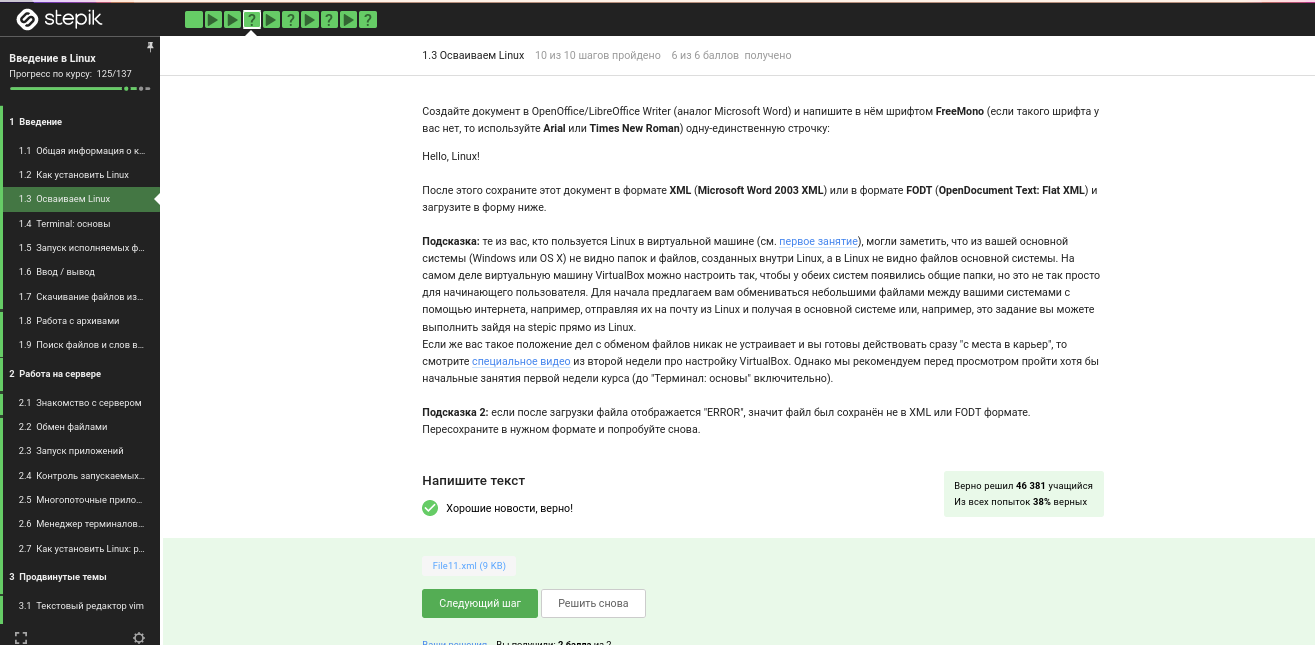 stepik
Введение в Linux
Прогресс по курсу: 125/137
1 Введение
1.1 Общая информация о к...
1.2 Как установить Linux
1.3 Осваиваем Linux
1.4 Terminal: основы
1.5 Запуск исполняемых ф...
1.6 Ввод / вывод
1.7 Скачивание файлов из...
1.8 Работа с архивами
1.9 Поиск файлов и слов в...
2 Работа на сервере
2.1 Знакомство с сервером
2.2 Обмен файлами
2.3 Запуск приложений
2.4 Контроль запускаемых...
2.5 Многопоточные прило...
2.6 Менеджер терминалов...
2.7 Как установить Linux: р...
3 Продвинутые темы
3.1 Текстовый редактор vim
1.3 Осваиваем Linux 10 из 10 шагов пройдено 6 из 6 баллов получено
Создайте документ в OpenOffice/LibreOffice Writer (аналог Microsoft Word) и напишите в нём шрифтом FreeMono (если такого шрифта у
вас нет, то используйте Arial или Times New Roman) одну-единственную строчку:
Hello, Linux!
После этого сохраните этот документ в формате XML (Microsoft Word 2003 XML) или в формате FODT (OpenDocument Text: Flat XML) и
загрузите в форму ниже.
Подсказка: те из вас, кто пользуется Linux в виртуальной машине (см. первое занятие), могли заметить, что из вашей основной
системы (Windows или OS X) не видно папок и файлов, созданных внутри Linux, а в Linux не видно файлов основной системы. На
самом деле виртуальную машину VirtualBox можно настроить так, чтобы у обеих систем появились общие папки, но это не так просто
для начинающего пользователя. Для начала предлагаем вам обмениваться небольшими файлами между вашими системами с
помощью интернета, например, отправляя их на почту из Linux и получая в основной системе или, например, это задание вы можете
выполнить зайдя на stepic прямо из Linux.
Если же вас такое положение дел с обменом файлов никак не устраивает и вы готовы действовать сразу "с места в карьер", то
смотрите специальное видео из второй недели про настройку VirtualBox. Однако мы рекомендуем перед просмотром пройти хотя бы
начальные занятия первой недели курса (до "Терминал: основы" включительно).
Подсказка 2: если после загрузки файла отображается "ERROR", значит файл был сохранён не в XML или FODT формате.
Пересохраните в нужном формате и попробуйте снова.
Напишите текст
Хорошие новости, верно!
Верно решил 46 381 учащийся
Из всех попыток 38% верных
File11.xml (9 KB)
Следующий шаг Решить снова
Ваши решения Вы получили: 2 балла из 2